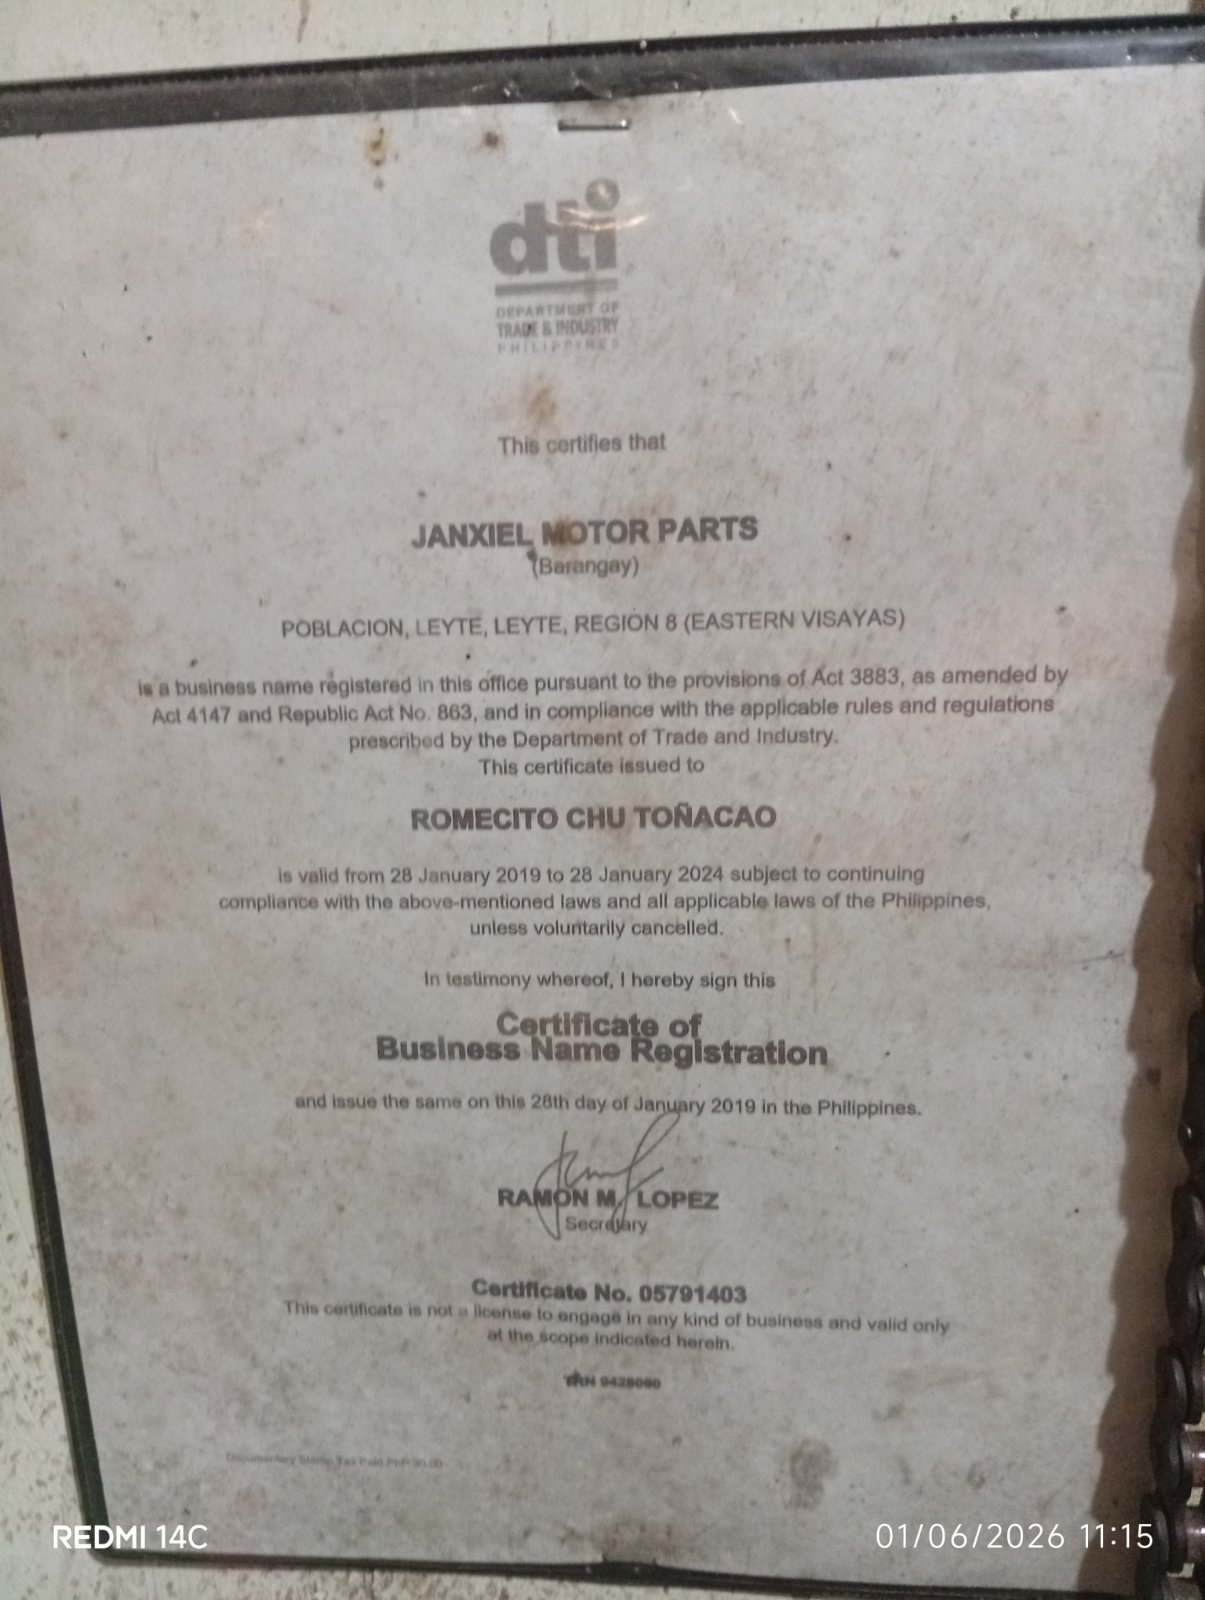 dti
DEPARTMENT OF
TRADE & INDUSTRY
PHILIPPINES
This certifies that
JANXIEL MOTOR PARTS
(Barangay)
POBLACION, LEYTE, LEYTE, REGION 8 (EASTERN VISAYAS)
is a business name registered in this office pursuant to the provisions of Act 3883, as amended by
Act 4147 and Republic Act No. 863, and in compliance with the applicable rules and regulations
prescribed by the Department of Trade and Industry.
This certificate issued to
ROMECITO CHU TOÑACAO
is valid from 28 January 2019 to 28 January 2024 subject to continuing
compliance with the above-mentioned laws and all applicable laws of the Philippines,
unless voluntarily cancelled.
In testimony whereof, I hereby sign this
Certificate of
Business Name Registration
and issue the same on this 28th day of January 2019 in the Philippines.
RAMON M. LOPEZ
Secretary
Certificate No. 05791403
This certificate is not a license to engage in any kind of business and valid only
at the scope indicated herein.
TRN
Documentary Stamp Tax Paid PhP 30.00
REDMI 14C
01/06/2026 11:15